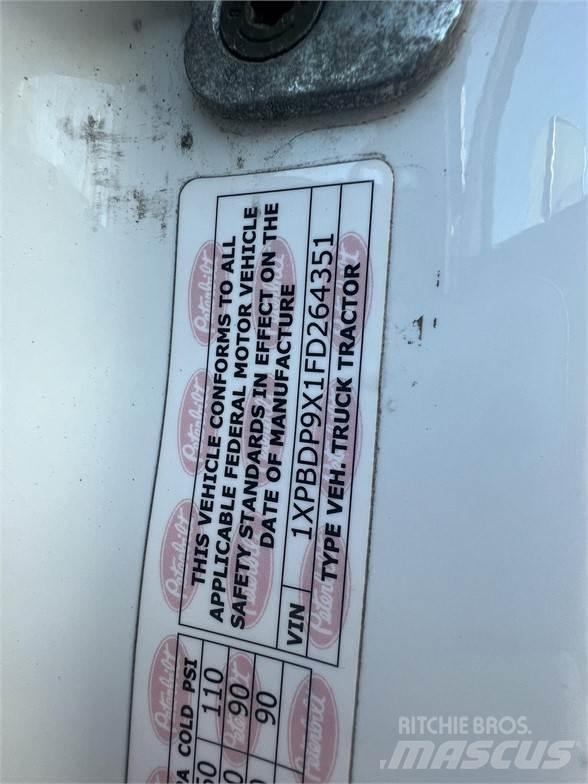 THIS VEHICLE CONFORMS TO ALL
APPLICABLE FEDERAL MOTOR VEHICLE
SAFETY STANDARDS IN EFFECT ON THE
DATE OF MANUFACTURE
VIN 1XPBDP9X1FD264351
TYPE VEH. TRUCK TRACTOR
COLD PSI
110
90
90
Peterbilt
RITCHIE BROS.
MASCUS